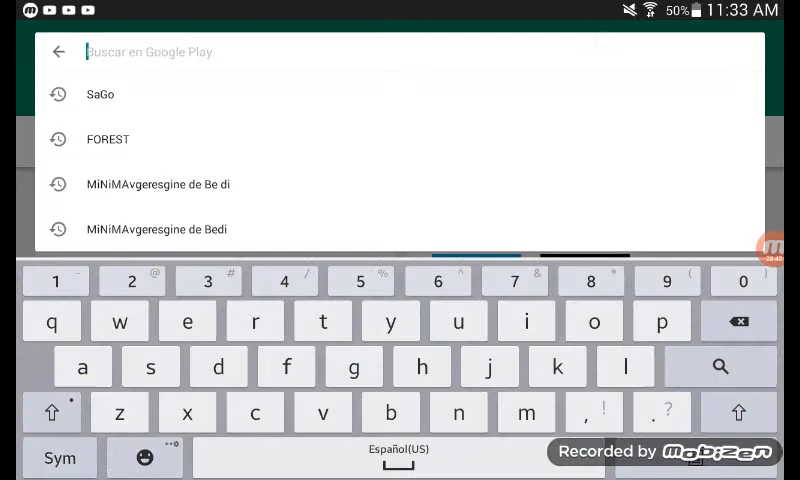 50% 11:33 AM
Buscar en Google Play
SaGo
FOREST
MiNiMAvgeresgine de Be di
MiNiMAvgeresgine de Bedi
1 - 2 @ 3 # 4 / 5 % 6 ^ 7 & 8 * 9 ( 0 )
q w e r t y u i o p
a s d f g h j k l
z x c v b n m , ! . ?
Sym Español(US)
Recorded by mobizen